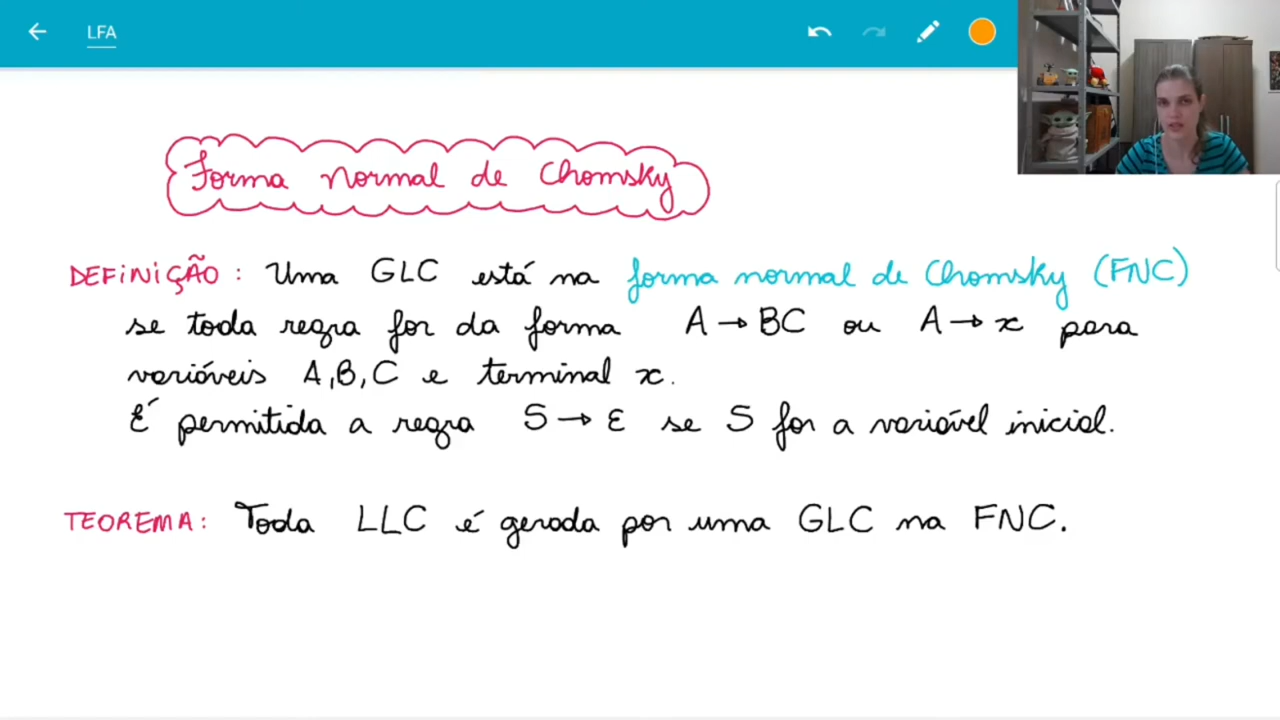 LFA
Forma normal de Chomsky
DEFINIÇÃO: Uma GLC está na forma normal de Chomsky (FNC)
se toda regra for da forma A → BC ou A → x para
variáveis A, B, C e terminal x.
É permitida a regra S → ε se S for a variável inicial.
TEOREMA: Toda LLC é gerada por uma GLC na FNC.